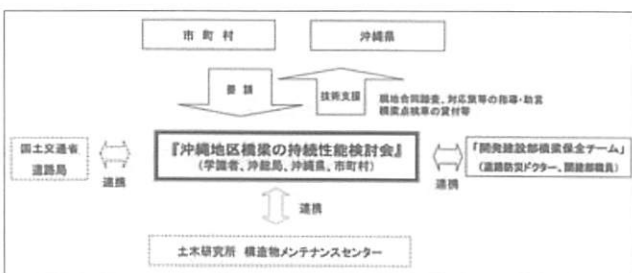 市町村
沖縄県
要請
技術支援
現地合同調査、対応策等の指導・助言
橋梁点検車の貸付等
国土交通省
道路局
連携
『沖縄地区橋梁の持続性能検討会』
(学識者、沖総局、沖縄県、市町村)
連携
「開発建設部橋梁保全チーム」
(道路防災ドクター、開建部職員)
連携
土木研究所 構造物メンテナンスセンター